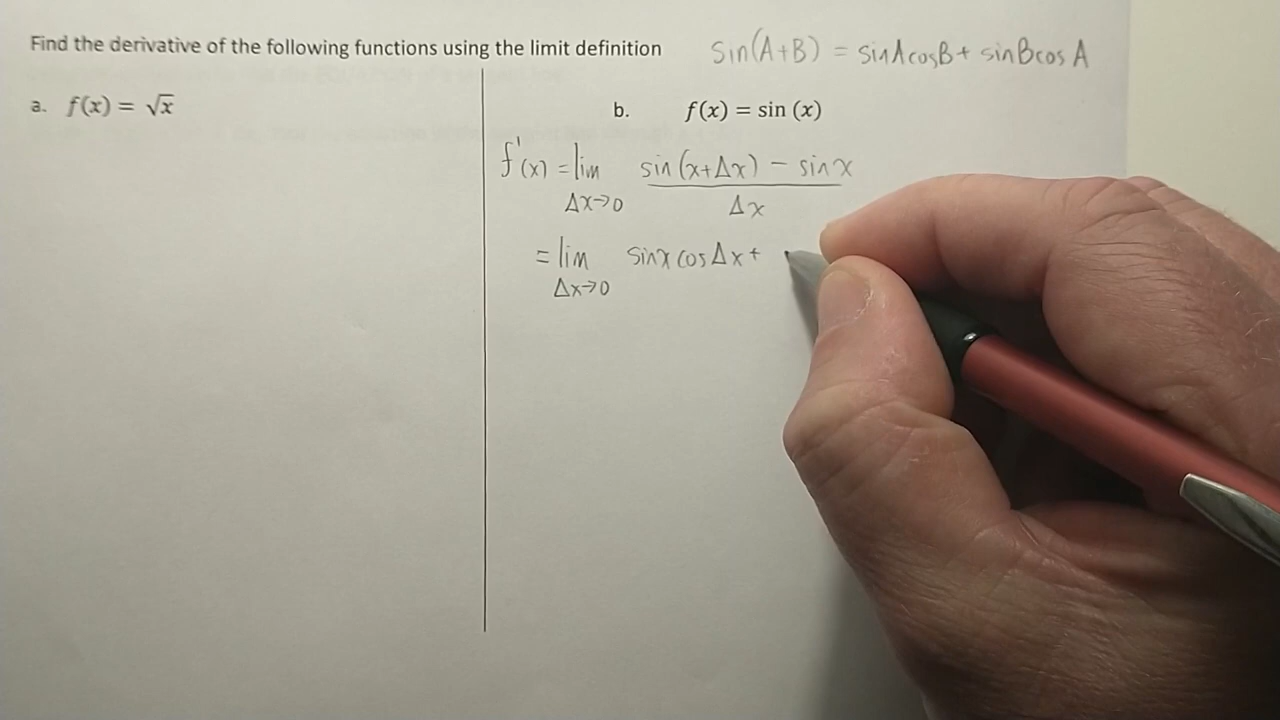 Find the derivative of the following functions using the limit definition
sin(A+B) = sinAcosB + sinBcosA
a. f(x) = √x
b. f(x) = sin (x)
f'(x) = lim sin(x+Δx) − sinx
Δx→0 Δx
= lim sinx cosΔx +
Δx→0